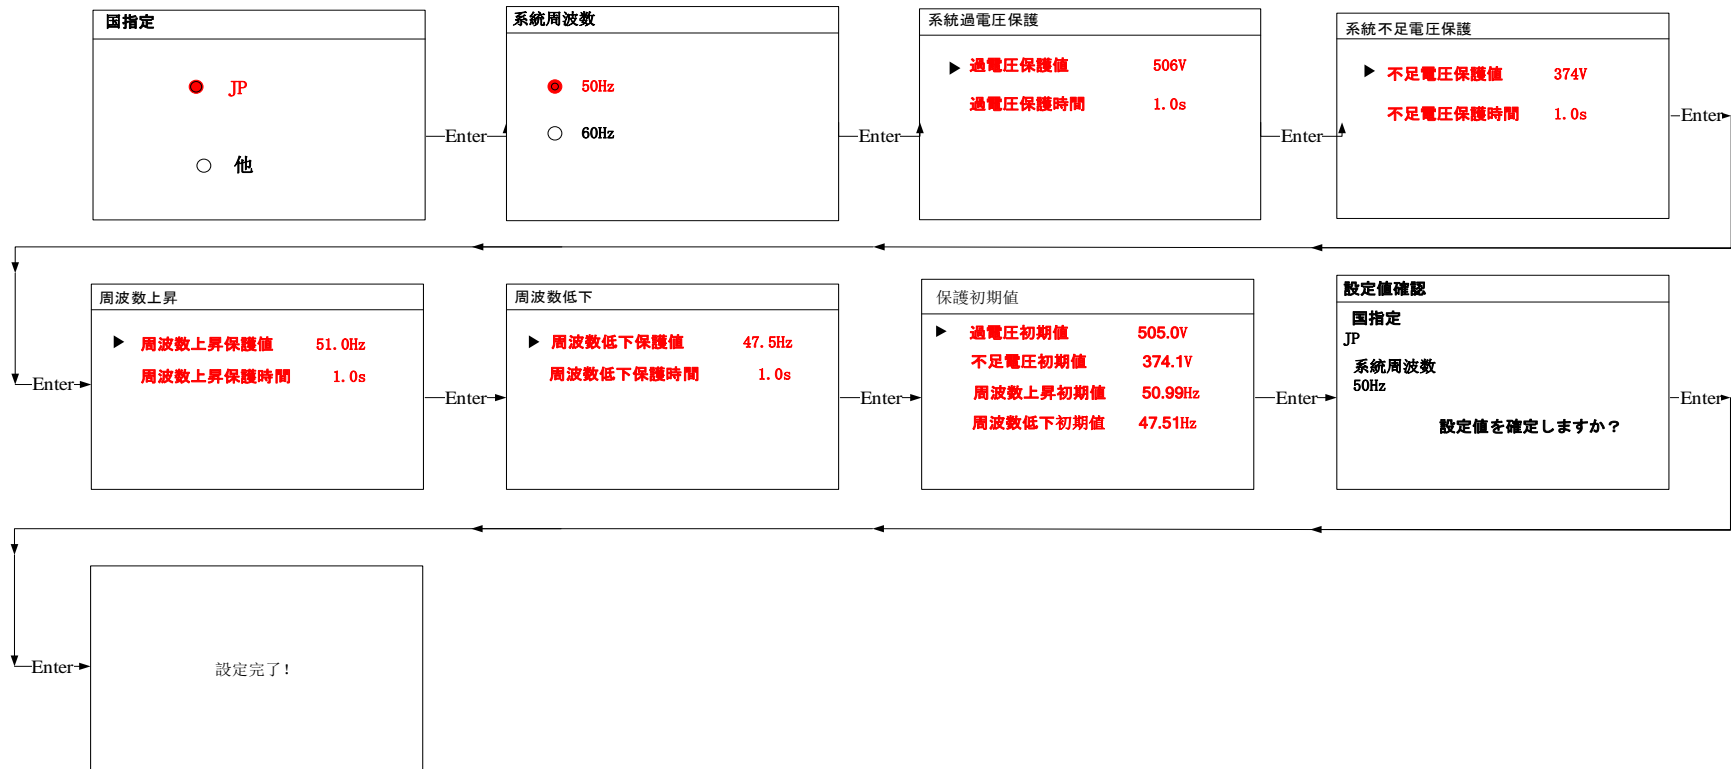 国指定
JP
他
Enter
系統周波数
50Hz
60Hz
Enter
系統過電圧保護
過電圧保護値 506V
過電圧保護時間 1.0s
Enter
系統不足電圧保護
不足電圧保護値 374V
不足電圧保護時間 1.0s
Enter
Enter
周波数上昇
周波数上昇保護値 51.0Hz
周波数上昇保護時間 1.0s
Enter
周波数低下
周波数低下保護値 47.5Hz
周波数低下保護時間 1.0s
Enter
保護初期値
過電圧初期値 505.0V
不足電圧初期値 374.1V
周波数上昇初期値 50.99Hz
周波数低下初期値 47.51Hz
Enter
設定値確認
国指定
JP
系統周波数
50Hz
設定値を確定しますか？
Enter
Enter
設定完了!